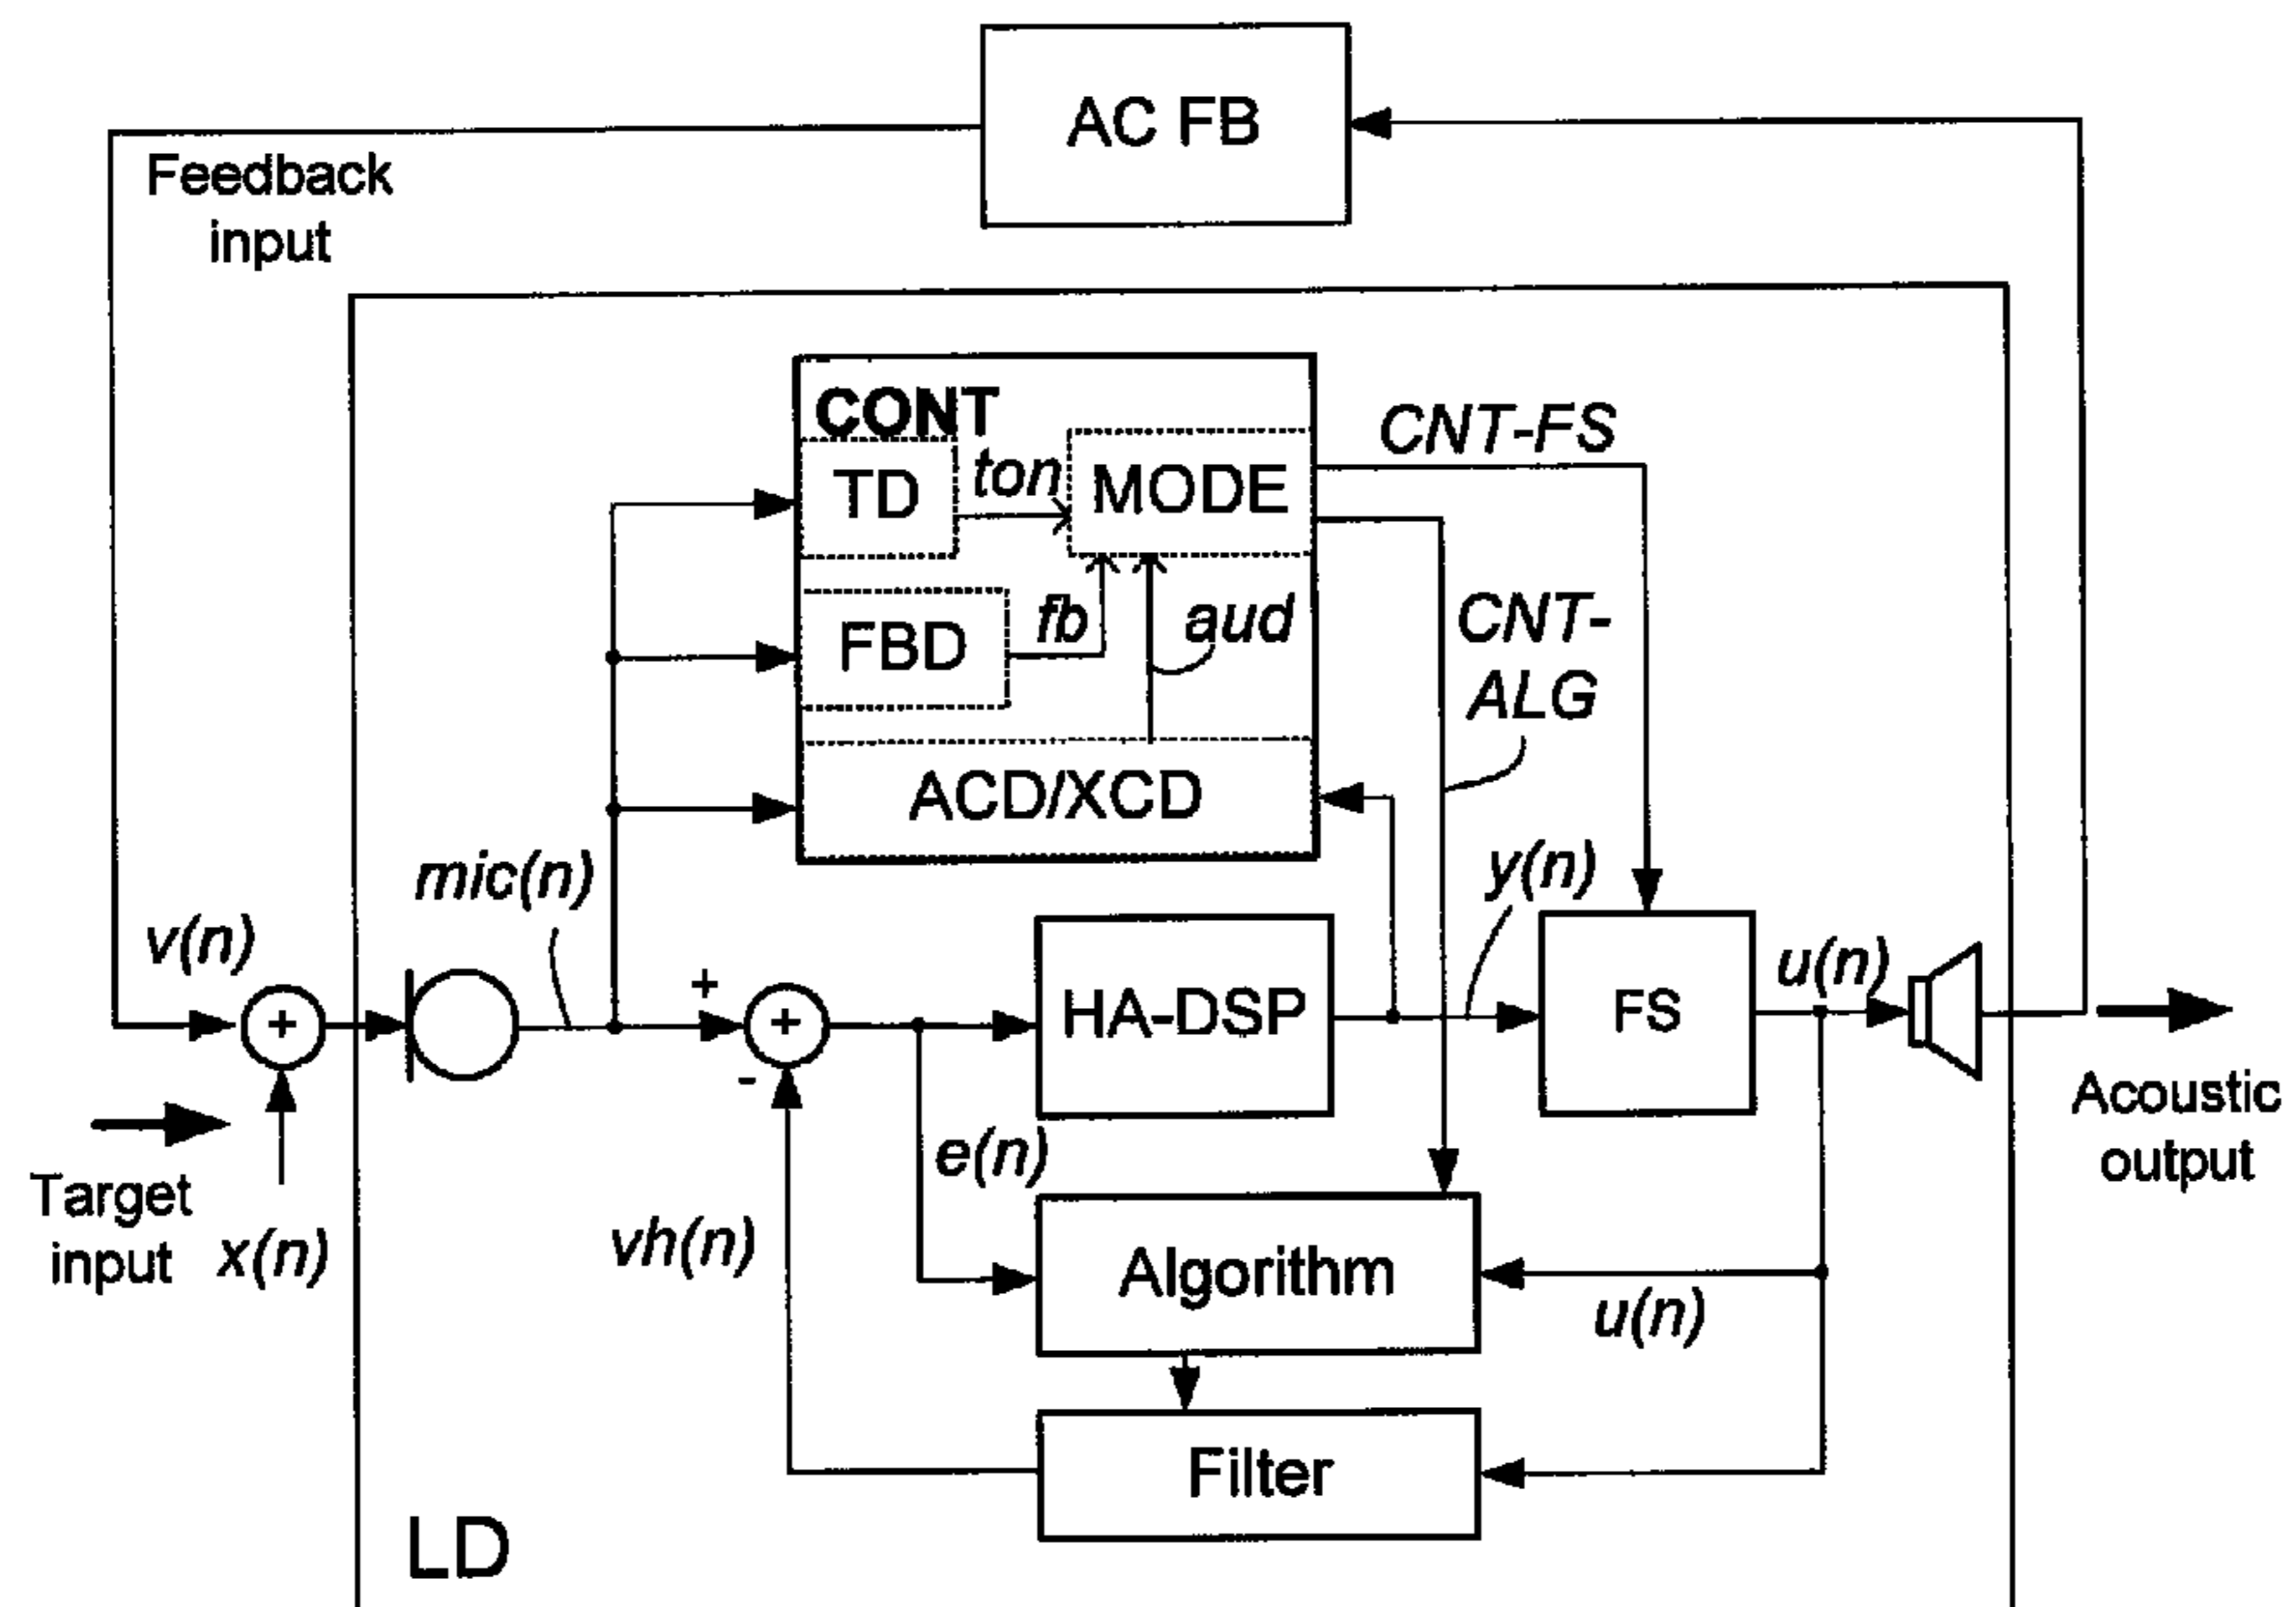 AC FB
Feedback
input
CONT
TD
ton
MODE
CNT-FS
FBD
fb
aud
CNT-
ALG
ACD/XCD
mic(n)
y(n)
v(n)
+
+
+
-
HA-DSP
FS
u(n)
Acoustic
output
Target
input
x(n)
e(n)
vh(n)
Algorithm
u(n)
Filter
LD